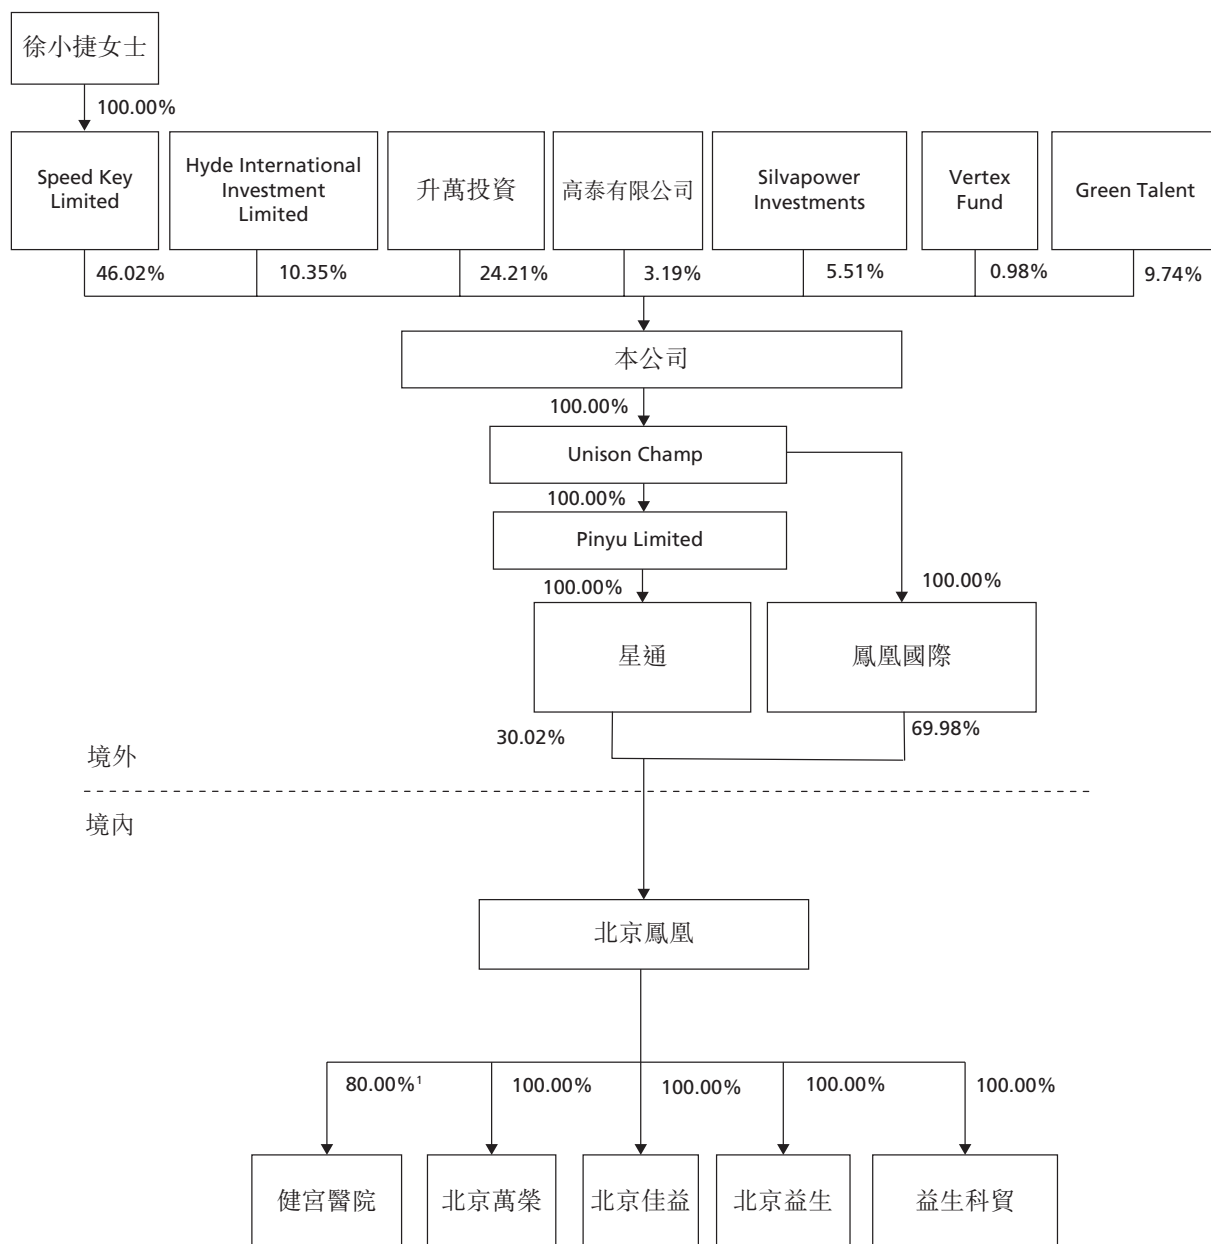 徐小捷女士
100.00%
Speed Key
Limited
Hyde International
Investment
Limited
升萬投資
高泰有限公司
Silvapower
Investments
Vertex
Fund
Green Talent
46.02%
10.35%
24.21%
3.19%
5.51%
0.98%
9.74%
本公司
100.00%
Unison Champ
100.00%
Pinyu Limited
100.00%
100.00%
星通
鳳凰國際
30.02%
69.98%
境外
境內
北京鳳凰
80.00%¹
100.00%
100.00%
100.00%
100.00%
健宮醫院
北京萬榮
北京佳益
北京益生
益生科貿